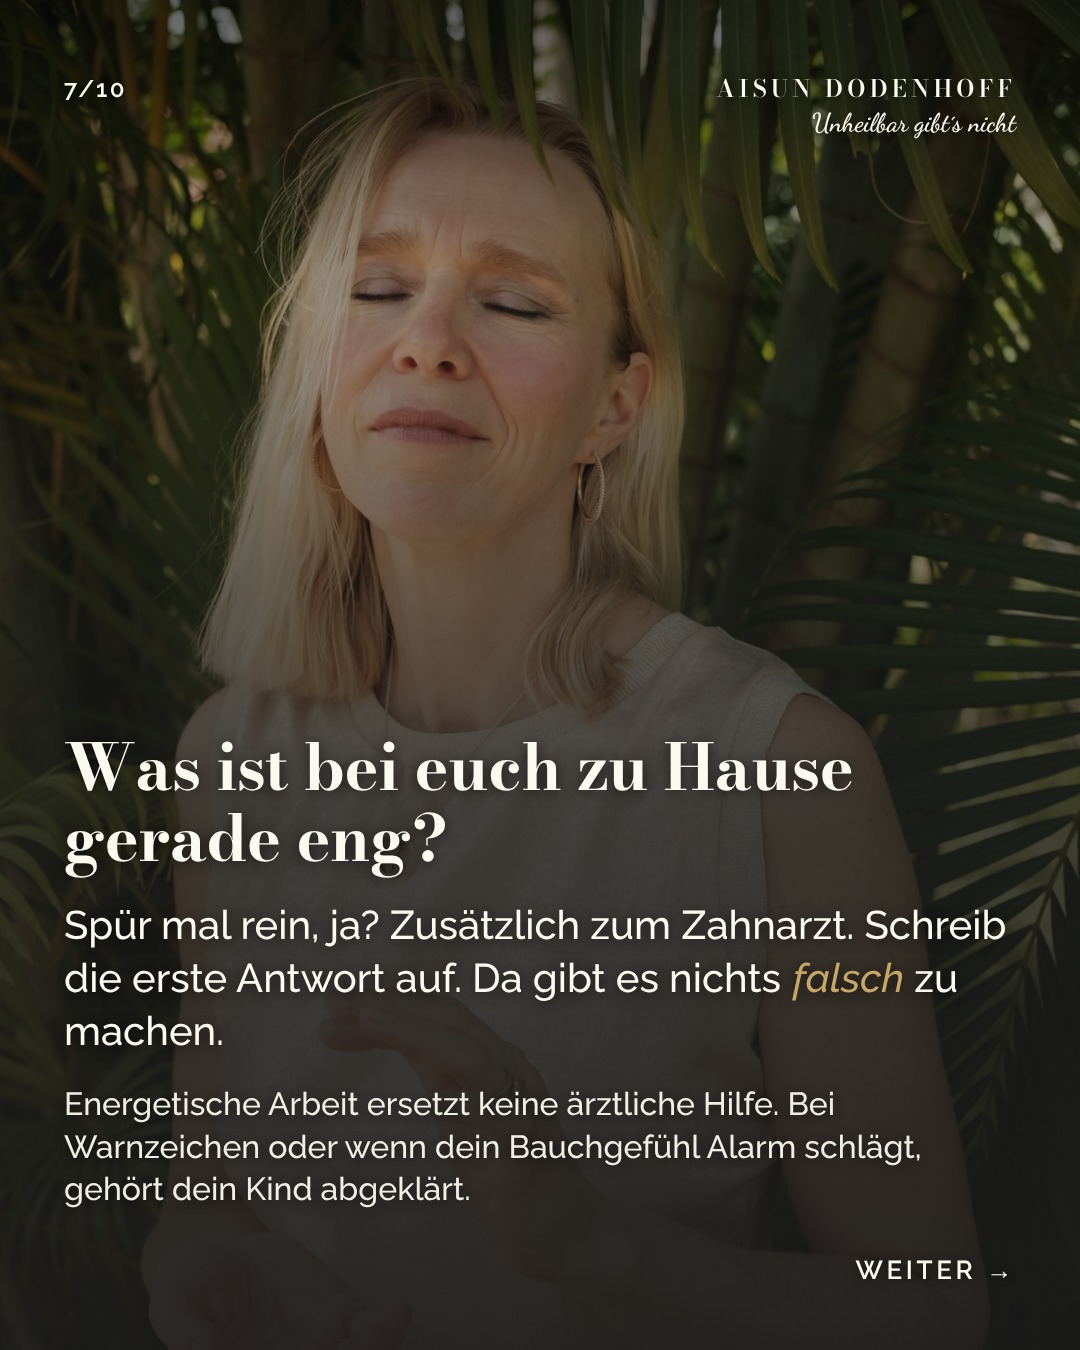 7/10
AISUN DODENHOFF
Unheilbar gibt's nicht
Was ist bei euch zu Hause
gerade eng?
Spür mal rein, ja? Zusätzlich zum Zahnarzt. Schreib
die erste Antwort auf. Da gibt es nichts falsch zu
machen.
Energetische Arbeit ersetzt keine ärztliche Hilfe. Bei
Warnzeichen oder wenn dein Bauchgefühl Alarm schlägt,
gehört dein Kind abgeklärt.
WEITER →